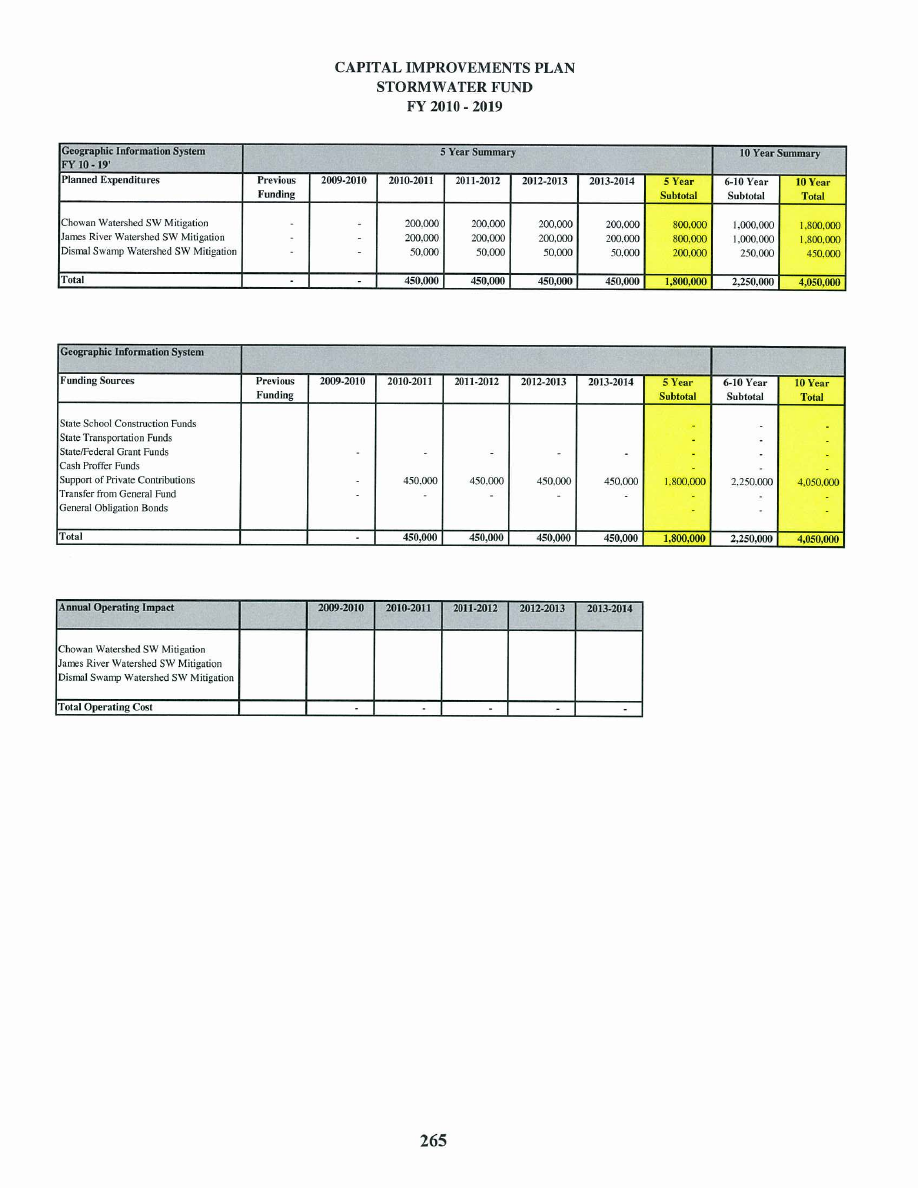 CAPITAL IMPROVEMENTS PLAN
STORMWATER FUND
FY 2010 - 2019
Geographic Information System 5 Year Summary 10 Year Summary
FY 10 - 19'
Planned Expenditures Previous 2009-2010 2010-2011 2011-2012 2012-2013 2013-2014 5 Year 6-10 Year 10 Year
Funding Subtotal Subtotal Total
Chowan Watershed SW Mitigation - - 200,000 200,000 200,000 200,000 800,000 1,000,000 1,800,000
James River Watershed SW Mitigation - - 200,000 200,000 200,000 200,000 800,000 1,000,000 1,800,000
Dismal Swamp Watershed SW Mitigation - - 50,000 50,000 50,000 50,000 200,000 250,000 450,000
Total - - 450,000 450,000 450,000 450,000 1,800,000 2,250,000 4,050,000
Geographic Information System
Funding Sources Previous 2009-2010 2010-2011 2011-2012 2012-2013 2013-2014 5 Year 6-10 Year 10 Year
Funding Subtotal Subtotal Total
State School Construction Funds - - -
State Transportation Funds - - -
State/Federal Grant Funds - - - - - - - -
Cash Proffer Funds - - -
Support of Private Contributions - 450,000 450,000 450,000 450,000 1,800,000 2,250,000 4,050,000
Transfer from General Fund - - - - - - - -
General Obligation Bonds - - -
Total - 450,000 450,000 450,000 450,000 1,800,000 2,250,000 4,050,000
Annual Operating Impact 2009-2010 2010-2011 2011-2012 2012-2013 2013-2014
Chowan Watershed SW Mitigation
James River Watershed SW Mitigation
Dismal Swamp Watershed SW Mitigation
Total Operating Cost - - - - -
265